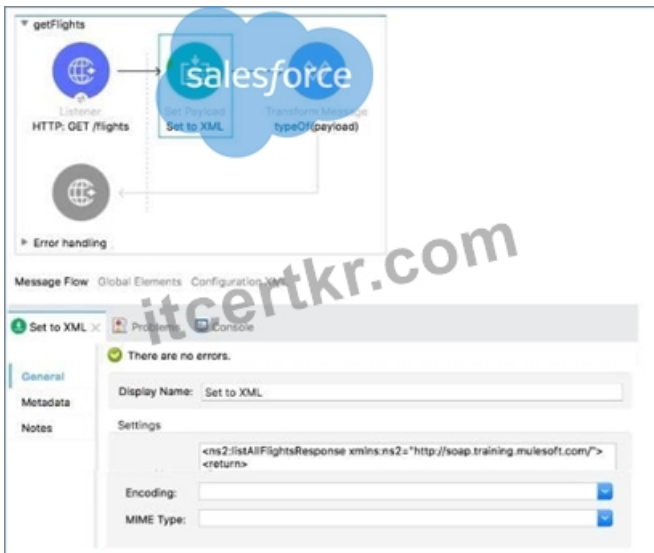 getFlights
salesforce
Listener
Set Payload
Transform Message
HTTP: GET /flights
Set to XML
typeOf(payload)
Error handling
Message Flow Global Elements Configuration XML
itcertkr.com
Set to XML Problems Console
There are no errors.
General
Metadata
Notes
Display Name: Set to XML
Settings
<ns2:listAllFlightsResponse xmlns:ns2="http://soap.training.mulesoft.com/">
<return>
Encoding:
MIME Type: